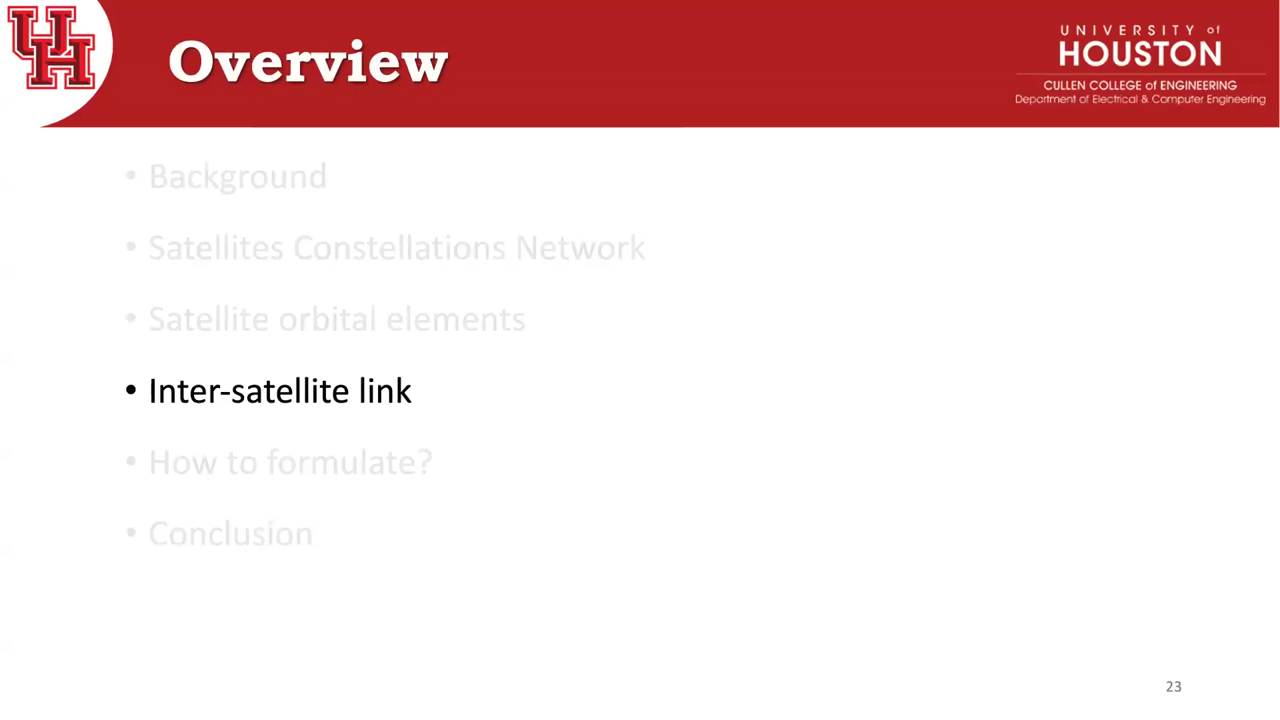 UH
Overview
UNIVERSITY of
HOUSTON
CULLEN COLLEGE of ENGINEERING
Department of Electrical & Computer Engineering
• Background
• Satellites Constellations Network
• Satellite orbital elements
• Inter-satellite link
• How to formulate?
• Conclusion
23